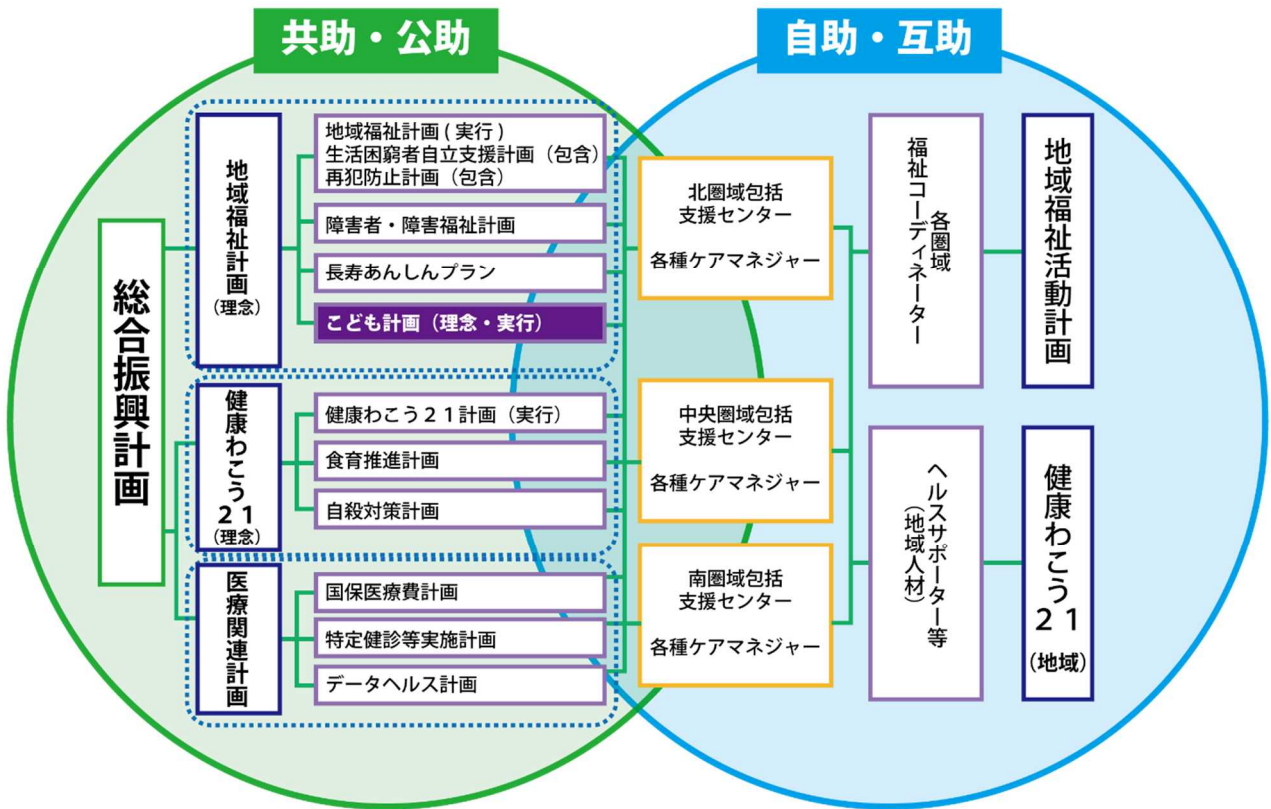 共助・公助
自助・互助
総合振興計画
地域福祉計画
(理念)
地域福祉計画(実行)
生活困窮者自立支援計画(包含)
再犯防止計画(包含)
障害者・障害福祉計画
長寿あんしんプラン
こども計画(理念・実行)
健康わこう
21
(理念)
健康わこう21計画(実行)
食育推進計画
自殺対策計画
医療関連計画
国保医療費計画
特定健診等実施計画
データヘルス計画
北圏域包括
支援センター
各種ケアマネジャー
中央圏域包括
支援センター
各種ケアマネジャー
南圏域包括
支援センター
各種ケアマネジャー
各圏域
福祉コーディネーター
ヘルスサポーター等
(地域人材)
地域福祉活動計画
健康わこう
21
(地域)